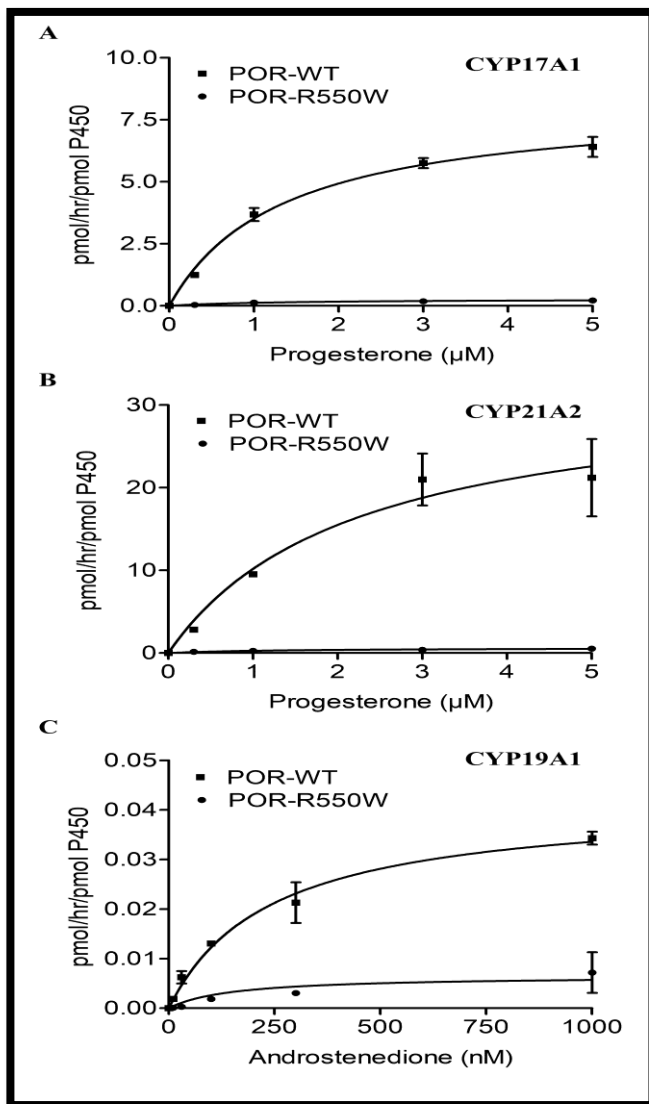 A
CYP17A1
POR-WT
POR-R550W
pmol/hr/pmol P450
10.0
7.5
5.0
2.5
0.0
0 1 2 3 4 5
Progesterone (µM)
B
CYP21A2
POR-WT
POR-R550W
pmol/hr/pmol P450
30
20
10
0
0 1 2 3 4 5
Progesterone (µM)
C
CYP19A1
POR-WT
POR-R550W
pmol/hr/pmol P450
0.05
0.04
0.03
0.02
0.01
0.00
0 250 500 750 1000
Androstenedione (nM)